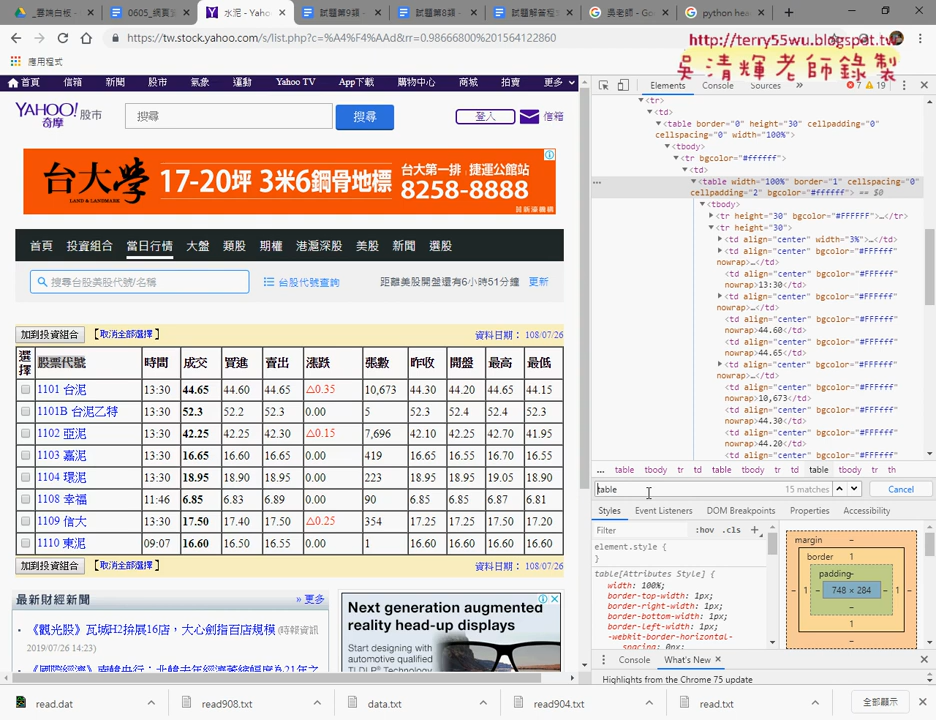 _雲端白板 -
0605_網頁資
水泥 - Yaho
試題第9類 -
試題第8類 -
試題解答程
吳老師 - Go
python hea
https://tw.stock.yahoo.com/s/list.php?c=%A4%F4%AAd&rr=0.98666800%201564122860
http://terry55wu.blogspot.tw
吳清輝老師錄製
應用程式
首頁 信箱 新聞 股市 氣象 運動 Yahoo TV App下載 購物中心 商城 拍賣 更多
YAHOO! 股市
奇摩
搜尋 搜尋 登入 信箱
台大學 17-20坪 3米6鋼骨地標
LAND & LANDMARK
台大第一排 捷運公館站
8258-8888
首頁 投資組合 當日行情 大盤 類股 期權 港滬深股 美股 新聞 選股
搜尋台股美股代號/名稱 台股代號查詢 距離美股開盤還有6小時51分鐘 更新
加到投資組合 【取消全部選擇】 資料日期： 108/07/26
選擇 股票代號 時間 成交 買進 賣出 漲跌 張數 昨收 開盤 最高 最低
1101 台泥 13:30 44.65 44.60 44.65 △0.35 10,673 44.30 44.20 44.65 44.15
1101B 台泥乙特 13:30 52.3 52.2 52.3 0.00 5 52.3 52.4 52.4 52.3
1102 亞泥 13:30 42.25 42.25 42.30 △0.15 7,696 42.10 42.25 42.70 41.95
1103 嘉泥 13:30 16.65 16.60 16.65 0.00 419 16.65 16.65 16.70 16.55
1104 環泥 13:30 18.95 18.90 18.95 0.00 223 18.95 18.95 19.05 18.90
1108 幸福 11:46 6.85 6.83 6.89 0.00 90 6.85 6.85 6.87 6.81
1109 信大 13:30 17.50 17.40 17.50 △0.25 354 17.25 17.25 17.50 17.20
1110 東泥 09:07 16.60 16.50 16.55 0.00 1 16.60 16.60 16.60 16.60
加到投資組合 【取消全部選擇】 資料日期： 108/07/26
最新財經新聞 » 更多
《觀光股》瓦城H2拚展16店，大心劍指百店規模 (時報資訊
2019/07/26 14:23)
Next generation augmented
reality head-up displays
Start designing with
automotive qualified
Elements Console Sources » 7 19
<tr>
<td>
<table border="0" height="30" cellpadding="0"
cellspacing="0" width="100%">
<tbody>
<tr bgcolor="#ffffff">
<td>
<table width="100%" border="1" cellspacing="0"
cellpadding="2" bgcolor="#ffffff"> == $0
<tbody>
<tr height="30" bgcolor="#FFFFFF">…</tr>
<tr height="30">
<td align="center" width="3%">…</td>
<td align="center" bgcolor="#FFFfff"
nowrap>…</td>
<td align="center" bgcolor="#FFFfff"
nowrap>13:30</td>
<td align="center" bgcolor="#FFFfff"
nowrap>…</td>
<td align="center" bgcolor="#FFFfff"
nowrap>44.60</td>
<td align="center" bgcolor="#FFFfff"
nowrap>44.65</td>
<td align="center" bgcolor="#FFFfff"
nowrap>…</td>
<td align="center" bgcolor="#FFFfff"
nowrap>10,673</td>
<td align="center" bgcolor="#FFFfff"
nowrap>44.30</td>
<td align="center" bgcolor="#FFFfff"
nowrap>44.20</td>
<td align="center" bgcolor="#FFFfff"
... table tbody tr td table tbody tr td table tbody tr th
table 15 matches Cancel
Styles Event Listeners DOM Breakpoints Properties Accessibility
Filter :hov .cls +
element.style {
}
table[Attributes Style] {
width: 100%;
border-top-width: 1px;
border-right-width: 1px;
border-bottom-width: 1px;
border-left-width: 1px;
-webkit-border-horizontal-
margin -
border 1
padding-
1 748 × 284 1
-
1
-
Console What's New ×
Highlights from the Chrome 75 update
read.dat read908.txt data.txt read904.txt read.txt 全部顯示